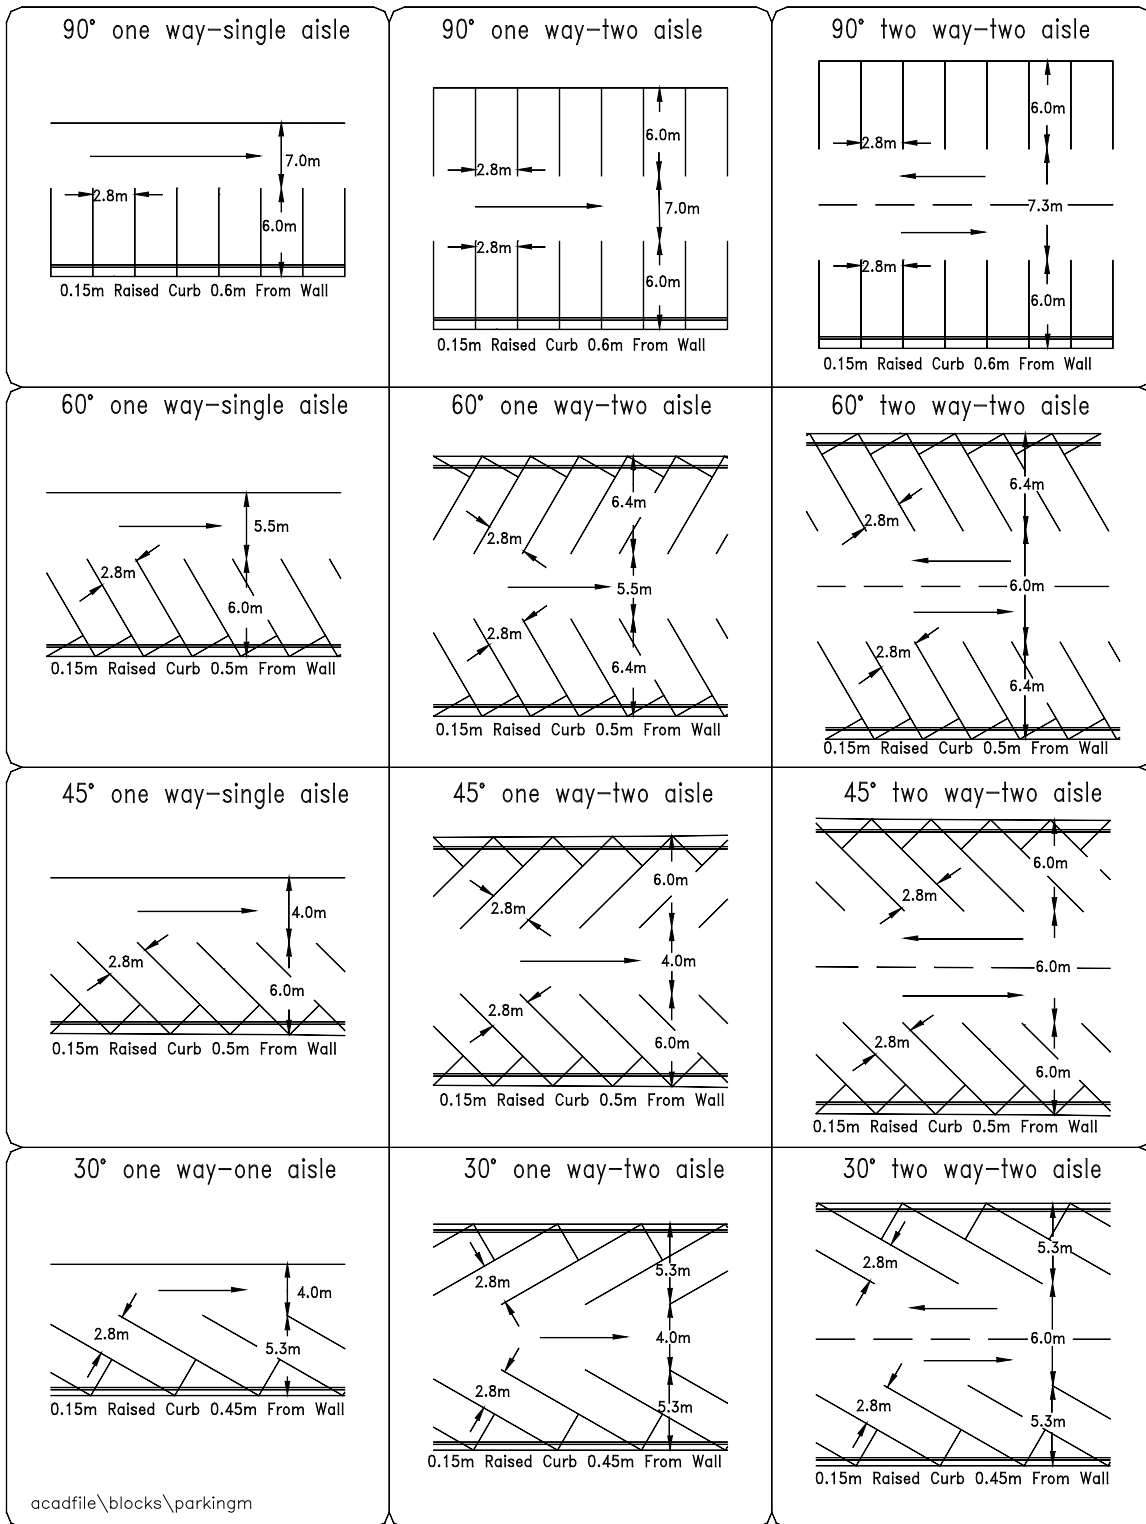 90° one way-single aisle
7.0m
2.8m
6.0m
0.15m Raised Curb 0.6m From Wall
90° one way-two aisle
6.0m
2.8m
7.0m
2.8m
6.0m
0.15m Raised Curb 0.6m From Wall
90° two way-two aisle
6.0m
2.8m
7.3m
2.8m
6.0m
0.15m Raised Curb 0.6m From Wall
60° one way-single aisle
5.5m
2.8m
6.0m
0.15m Raised Curb 0.5m From Wall
60° one way-two aisle
6.4m
2.8m
5.5m
2.8m
6.4m
0.15m Raised Curb 0.5m From Wall
60° two way-two aisle
6.4m
2.8m
6.0m
2.8m
6.4m
0.15m Raised Curb 0.5m From Wall
45° one way-single aisle
4.0m
2.8m
6.0m
0.15m Raised Curb 0.5m From Wall
45° one way-two aisle
6.0m
2.8m
4.0m
2.8m
6.0m
0.15m Raised Curb 0.5m From Wall
45° two way-two aisle
6.0m
2.8m
6.0m
2.8m
6.0m
0.15m Raised Curb 0.5m From Wall
30° one way-one aisle
4.0m
2.8m
5.3m
0.15m Raised Curb 0.45m From Wall
30° one way-two aisle
5.3m
2.8m
4.0m
2.8m
5.3m
0.15m Raised Curb 0.45m From Wall
30° two way-two aisle
5.3m
2.8m
6.0m
2.8m
5.3m
0.15m Raised Curb 0.45m From Wall
acadfile\blocks\parkingm